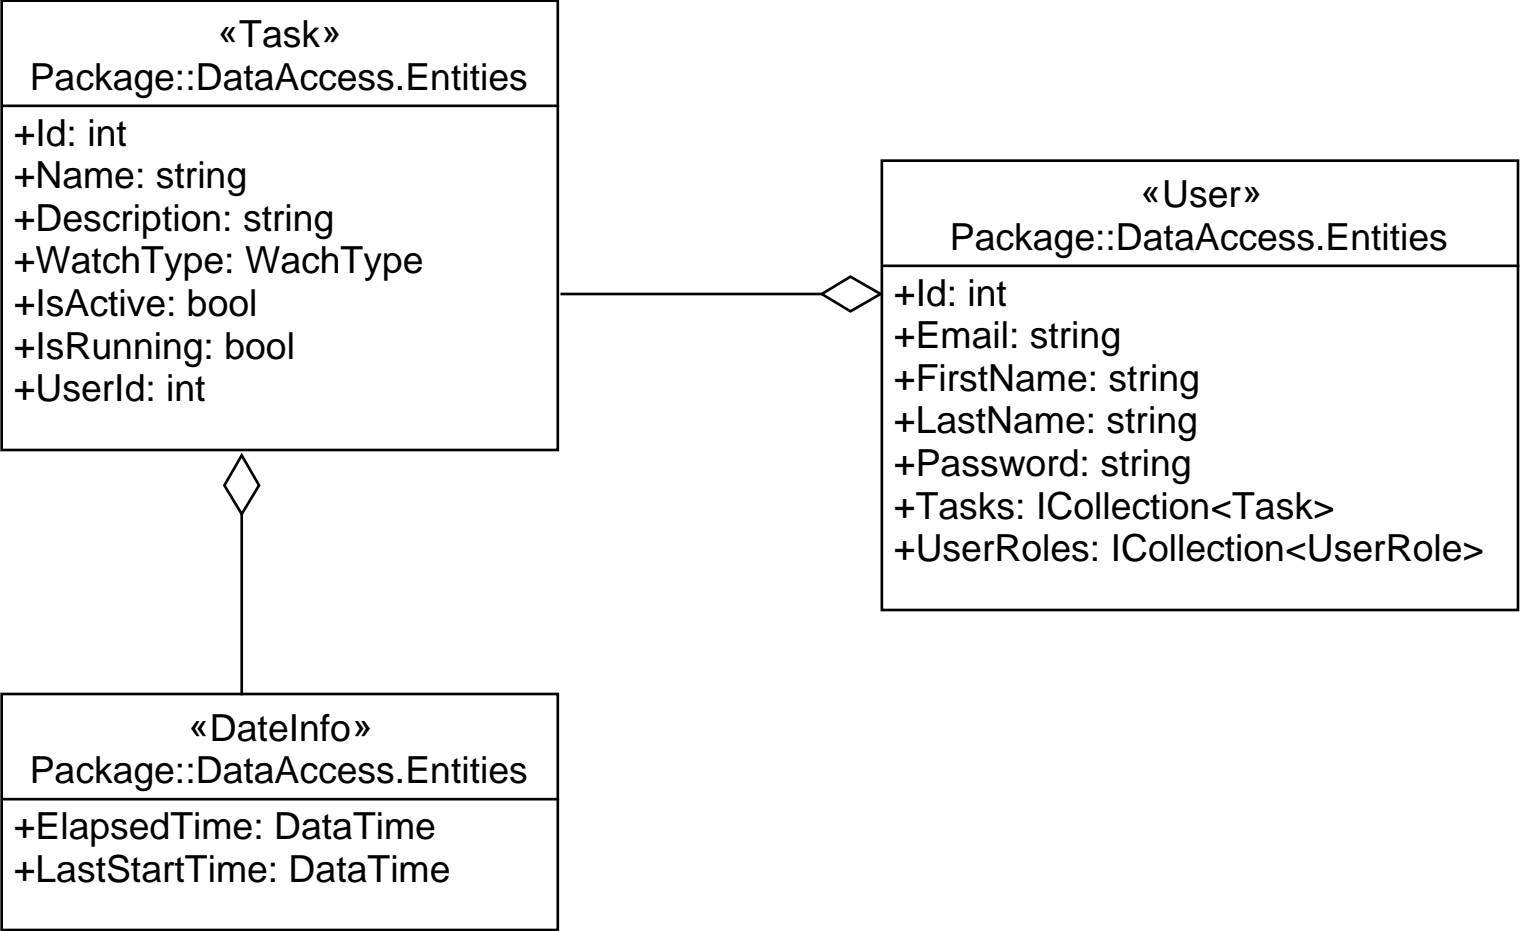 «Task»
Package::DataAccess.Entities
+Id: int
+Name: string
+Description: string
+WatchType: WachType
+IsActive: bool
+IsRunning: bool
+UserId: int
«User»
Package::DataAccess.Entities
+Id: int
+Email: string
+FirstName: string
+LastName: string
+Password: string
+Tasks: ICollection<Task>
+UserRoles: ICollection<UserRole>
«DateInfo»
Package::DataAccess.Entities
+ElapsedTime: DataTime
+LastStartTime: DataTime